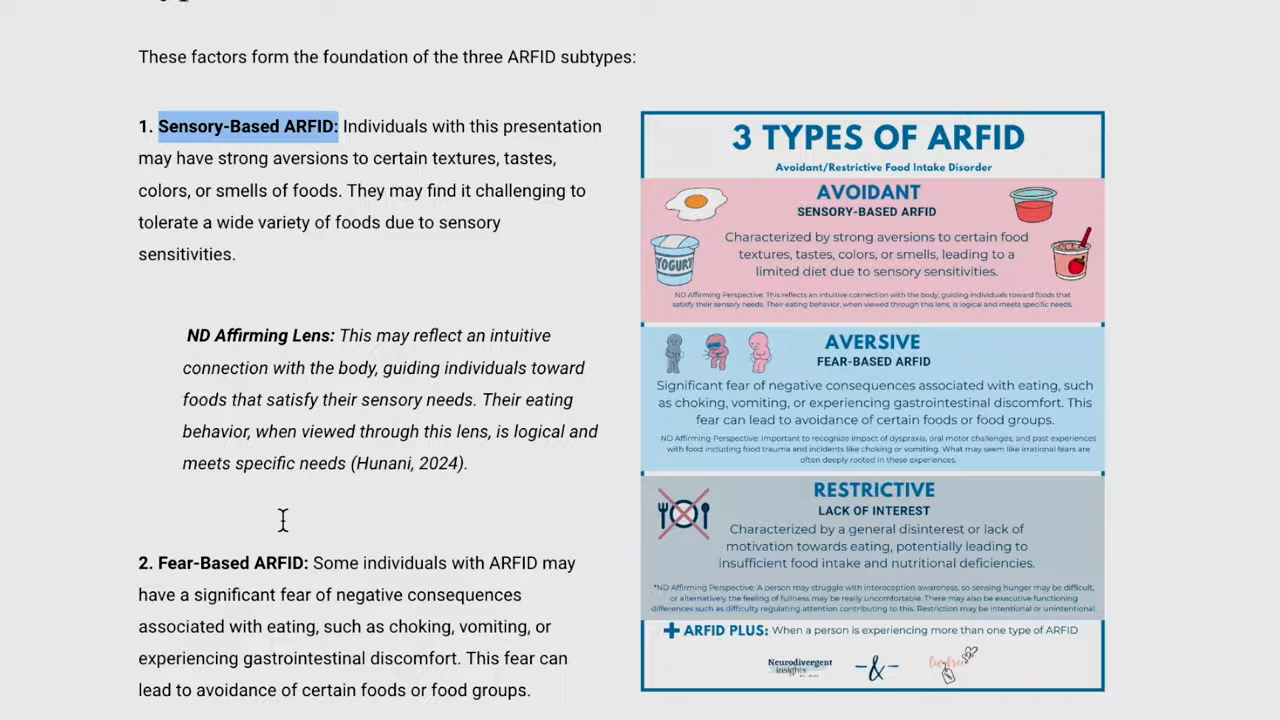 These factors form the foundation of the three ARFID subtypes:
1. Sensory-Based ARFID: Individuals with this presentation
may have strong aversions to certain textures, tastes,
colors, or smells of foods. They may find it challenging to
tolerate a wide variety of foods due to sensory
sensitivities.
ND Affirming Lens: This may reflect an intuitive
connection with the body, guiding individuals toward
foods that satisfy their sensory needs. Their eating
behavior, when viewed through this lens, is logical and
meets specific needs (Hunani, 2024).
2. Fear-Based ARFID: Some individuals with ARFID may
have a significant fear of negative consequences
associated with eating, such as choking, vomiting, or
experiencing gastrointestinal discomfort. This fear can
lead to avoidance of certain foods or food groups.
3 TYPES OF ARFID
Avoidant/Restrictive Food Intake Disorder
AVOIDANT
SENSORY-BASED ARFID
YOGURT
Characterized by strong aversions to certain food
textures, tastes, colors, or smells, leading to a
limited diet due to sensory sensitivities.
ND Affirming Perspective: This reflects an intuitive connection with the body, guiding individuals toward foods that
satisfy their sensory needs. Their eating behavior, when viewed through this lens, is logical and meets specific needs.
AVERSIVE
FEAR-BASED ARFID
Significant fear of negative consequences associated with eating, such
as choking, vomiting, or experiencing gastrointestinal discomfort. This
fear can lead to avoidance of certain foods or food groups.
ND Affirming Perspective: Important to recognize impact of dyspraxia, oral motor challenges, and past experiences
with food including food trauma and incidents like choking or vomiting. What may seem like irrational fears are
often deeply rooted in these experiences.
RESTRICTIVE
LACK OF INTEREST
Characterized by a general disinterest or lack of
motivation towards eating, potentially leading to
insufficient food intake and nutritional deficiencies.
*ND Affirming Perspective: A person may struggle with interoception awareness, so sensing hunger may be difficult,
or alternatively the feeling of fullness may be really uncomfortable. There may also be executive functioning
differences such as difficulty regulating attention contributing to this. Restriction may be intentional or unintentional.
+ ARFID PLUS: When a person is experiencing more than one type of ARFID
Neurodivergent
insights
-&-